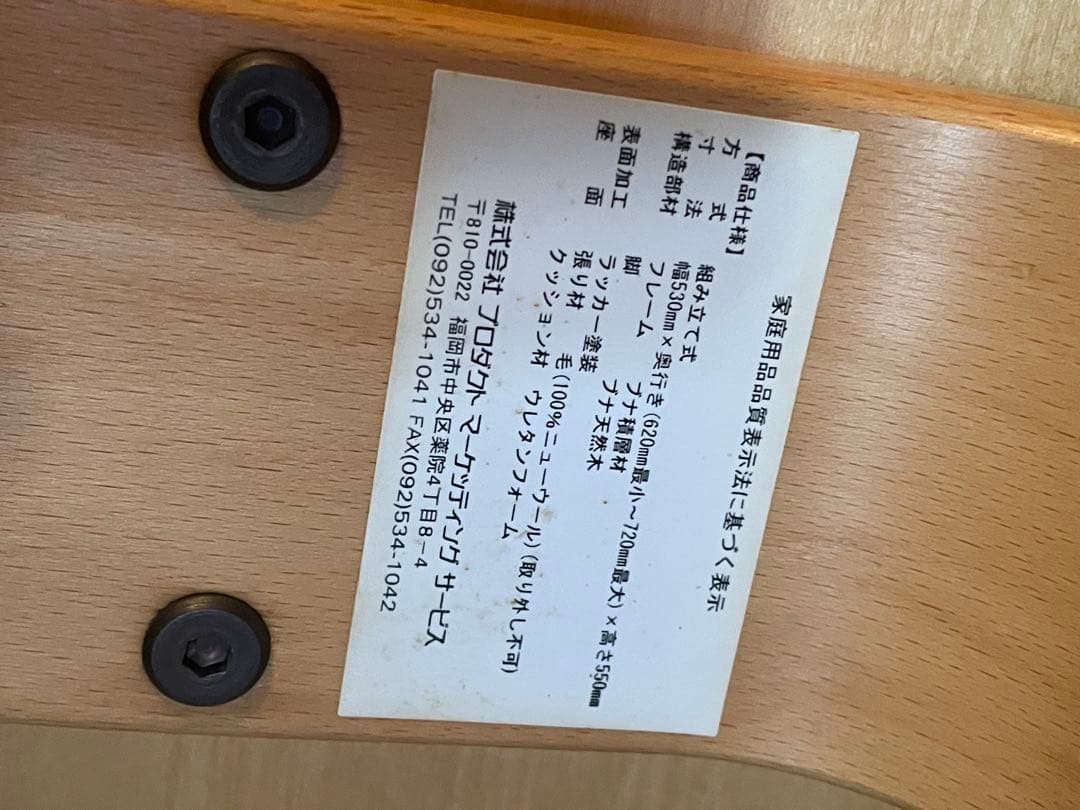 家庭用品品質表示法に基づく表示
【商品仕様】
方式 組み立て式
寸法 幅530mm×奥行き(620mm最小〜720mm最大)×高さ550mm
構造部材 フレーム ブナ積層材
脚 ブナ天然木
表面加工 ラッカー塗装
座面 張り材 毛(100%ニューウール)(取り外し不可)
クッション材 ウレタンフォーム
株式会社 プロダクト マーケッティング サービス
〒810-0022 福岡市中央区薬院4丁目8-4
TEL(092)534-1041 FAX(092)534-1042